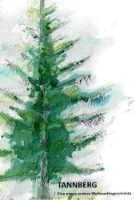 TANNBERG
Eine etwas andere Weihnachtsgeschichte